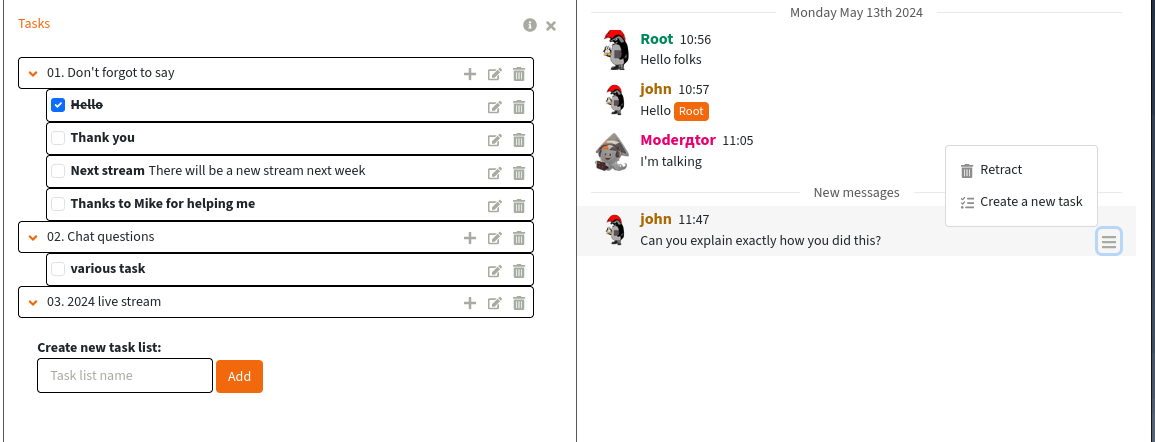 Tasks
01. Don't forgot to say
Hello
Thank you
Next stream There will be a new stream next week
Thanks to Mike for helping me
02. Chat questions
various task
03. 2024 live stream
Create new task list:
Task list name
Add
Monday May 13th 2024
Root 10:56
Hello folks
john 10:57
Hello Root
Moderдtor 11:05
I'm talking
New messages
john 11:47
Can you explain exactly how you did this?
Retract
Create a new task